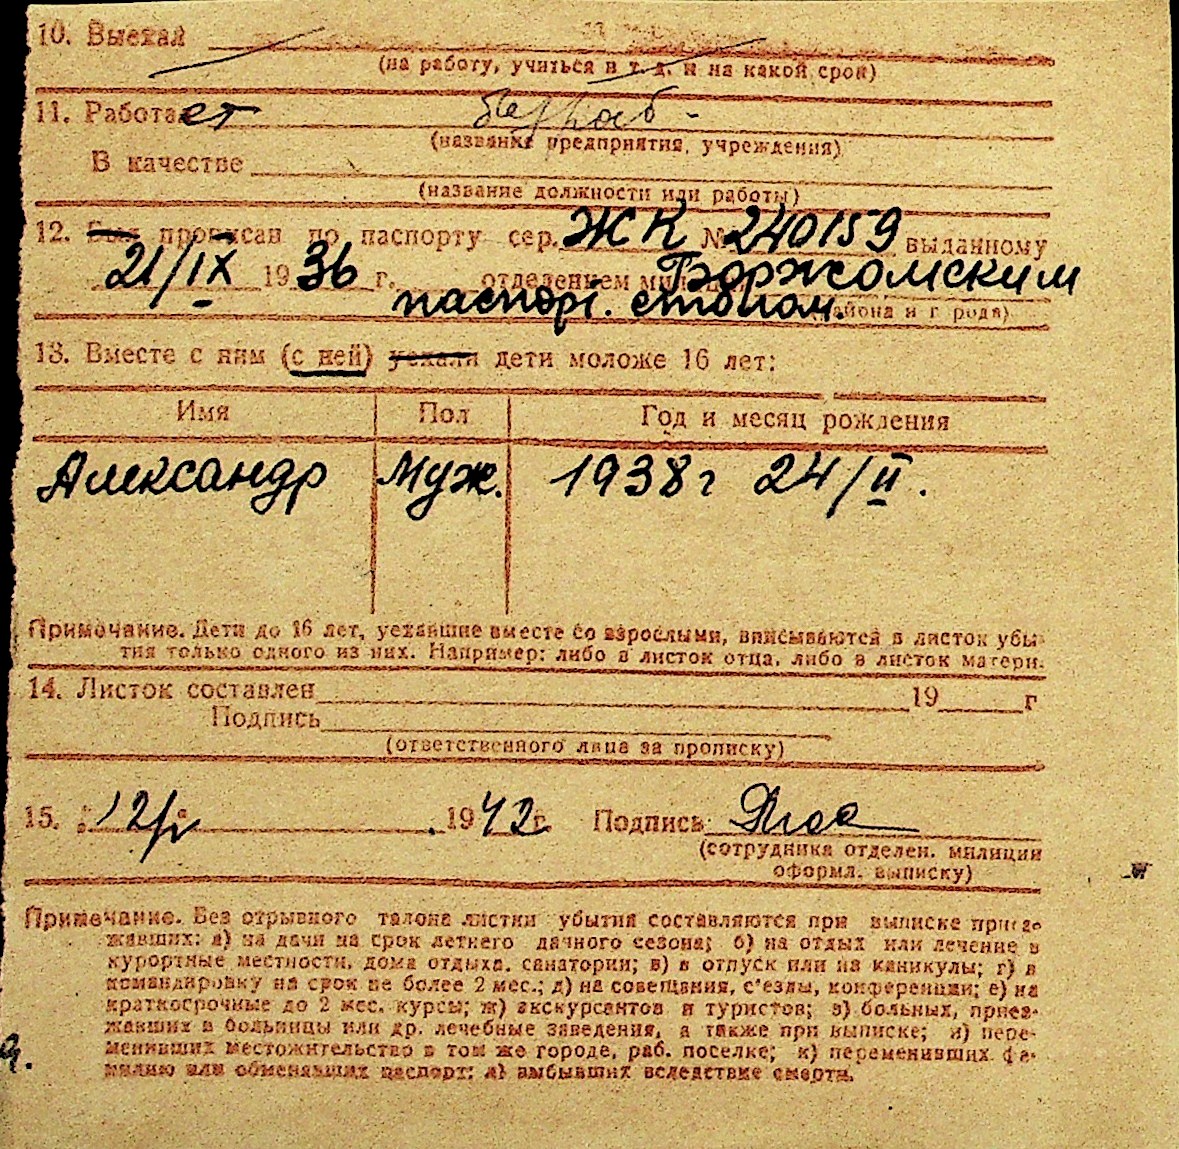 10. Выехал
(на работу, учиться и т. д. и на какой срок)
11. Работает
(название предприятия, учреждения)
В качестве
(название должности или работы)
12. Был прописан по паспорту сер. ЖК № 240159 выданному
21/IX 1936 г. отделением милиции Боржомским
паспорт. столом. (района и города)
13. Вместе с ним (с ней) уехали дети моложе 16 лет:
Имя Пол Год и месяц рождения
Александр Муж. 1938 г 24/II.
Примечание. Дети до 16 лет, уехавшие вместе со взрослыми, вписываются в листок убы-
тия только одного из них. Например: либо в листок отца, либо в листок матери.
14. Листок составлен 19 г
Подпись
(ответственного лица за прописку)
15. 1942 г. Подпись
(сотрудника отделен. милиции
оформл. выписку)
Примечание. Без отрывного талона листки убытия составляются при выписке приез-
жавших: а) на дачи на срок летнего дачного сезона; б) на отдых или лечение в
курортные местности, дома отдыха, санатории; в) в отпуск или на каникулы; г) в
командировку на срок не более 2 мес.; д) на совещания, с'езды, конференции; е) на
краткосрочные до 2 мес. курсы; ж) экскурсантов и туристов; з) больных, приез-
жавших в больницы или др. лечебные заведения, а также при выписке; и) пере-
менивших местожительство в том же городе, раб. поселке; к) переменивших фа-
милию или обменявших паспорт; л) выбывших вследствие смерти.